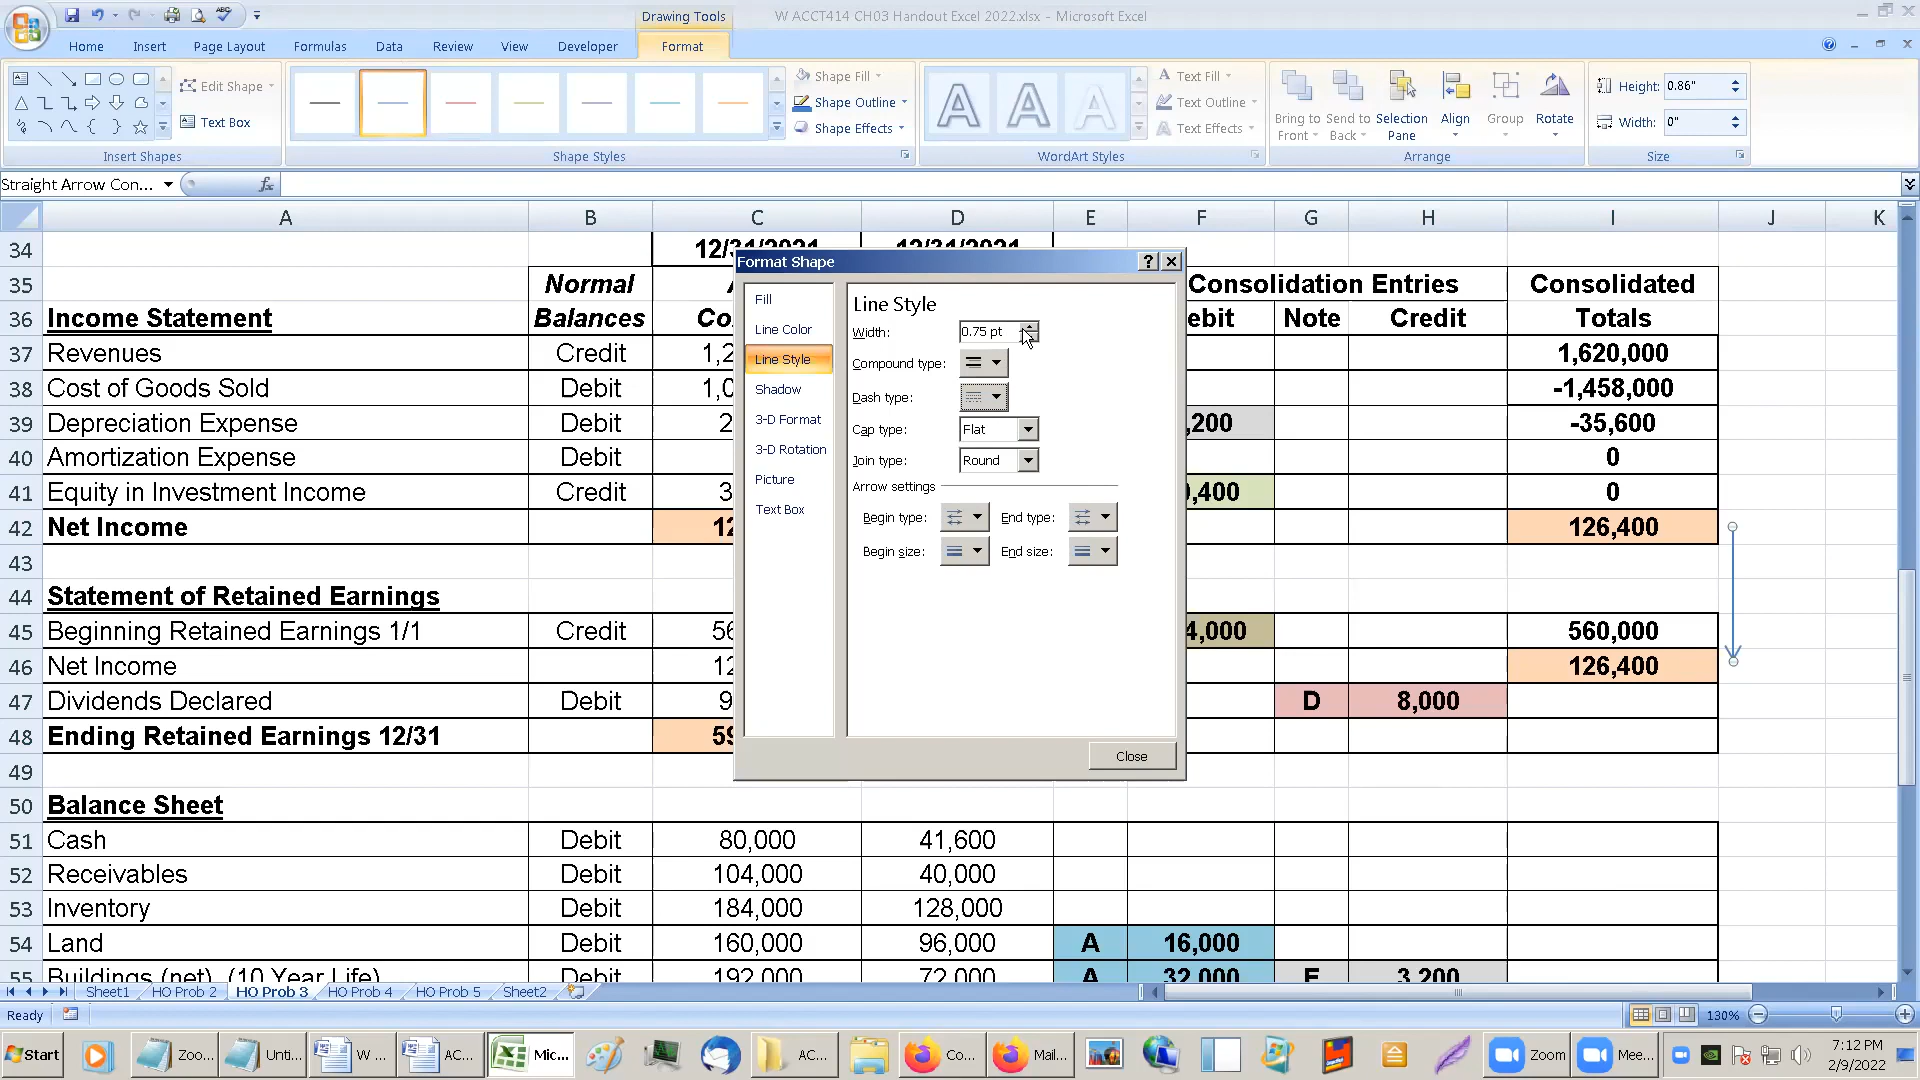 Drawing Tools
W ACCT414 CH03 Handout Excel 2022.xlsx - Microsoft Excel
Home Insert Page Layout Formulas Data Review View Developer Format
Edit Shape
Text Box
Shape Fill
Shape Outline
Shape Effects
Text Fill
Text Outline
Text Effects
Bring to Front
Send to Back
Selection Pane
Align
Group
Rotate
Height: 0.86"
Width: 0"
Insert Shapes
Shape Styles
WordArt Styles
Arrange
Size
Straight Arrow Con...
fx
A B C D E F G H I J K
34 12/31/2021 12/31/2021
35 Normal Consolidation Entries Consolidated
36 Income Statement Balances Co ebit Note Credit Totals
37 Revenues Credit 1,2 1,620,000
38 Cost of Goods Sold Debit 1,0 -1,458,000
39 Depreciation Expense Debit 2 ,200 -35,600
40 Amortization Expense Debit 0
41 Equity in Investment Income Credit 3 ,400 0
42 Net Income 12 126,400
43
44 Statement of Retained Earnings
45 Beginning Retained Earnings 1/1 Credit 56 4,000 560,000
46 Net Income 12 126,400
47 Dividends Declared Debit 9 D 8,000
48 Ending Retained Earnings 12/31 59
49
50 Balance Sheet
51 Cash Debit 80,000 41,600
52 Receivables Debit 104,000 40,000
53 Inventory Debit 184,000 128,000
54 Land Debit 160,000 96,000 A 16,000
55 Buildings (net) (10 Year Life) Debit 192,000 72,000 A 32,000 E 3,200
Format Shape
Fill
Line Color
Line Style
Shadow
3-D Format
3-D Rotation
Picture
Text Box
Line Style
Width: 0.75 pt
Compound type:
Dash type:
Cap type: Flat
Join type: Round
Arrow settings
Begin type: End type:
Begin size: End size:
Close
Sheet1 HO Prob 2 HO Prob 3 HO Prob 4 HO Prob 5 Sheet2
Ready
130%
Start
Zoo...
Unti...
W ...
AC...
Mic...
AC...
Co...
Mail...
Zoom
Mee...
7:12 PM
2/9/2022